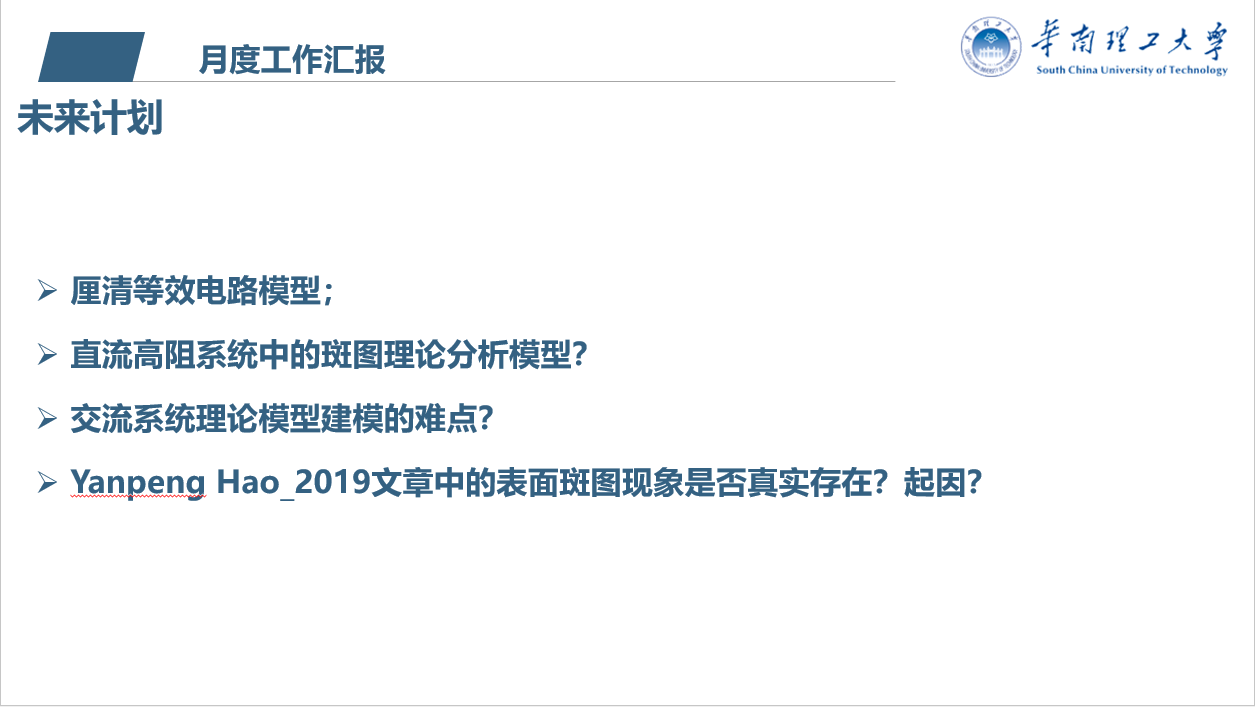 月度工作汇报
华南理工大学
South China University of Technology
未来计划
厘清等效电路模型；
直流高阻系统中的斑图理论分析模型？
交流系统理论模型建模的难点？
Yanpeng Hao_2019文章中的表面斑图现象是否真实存在？起因？